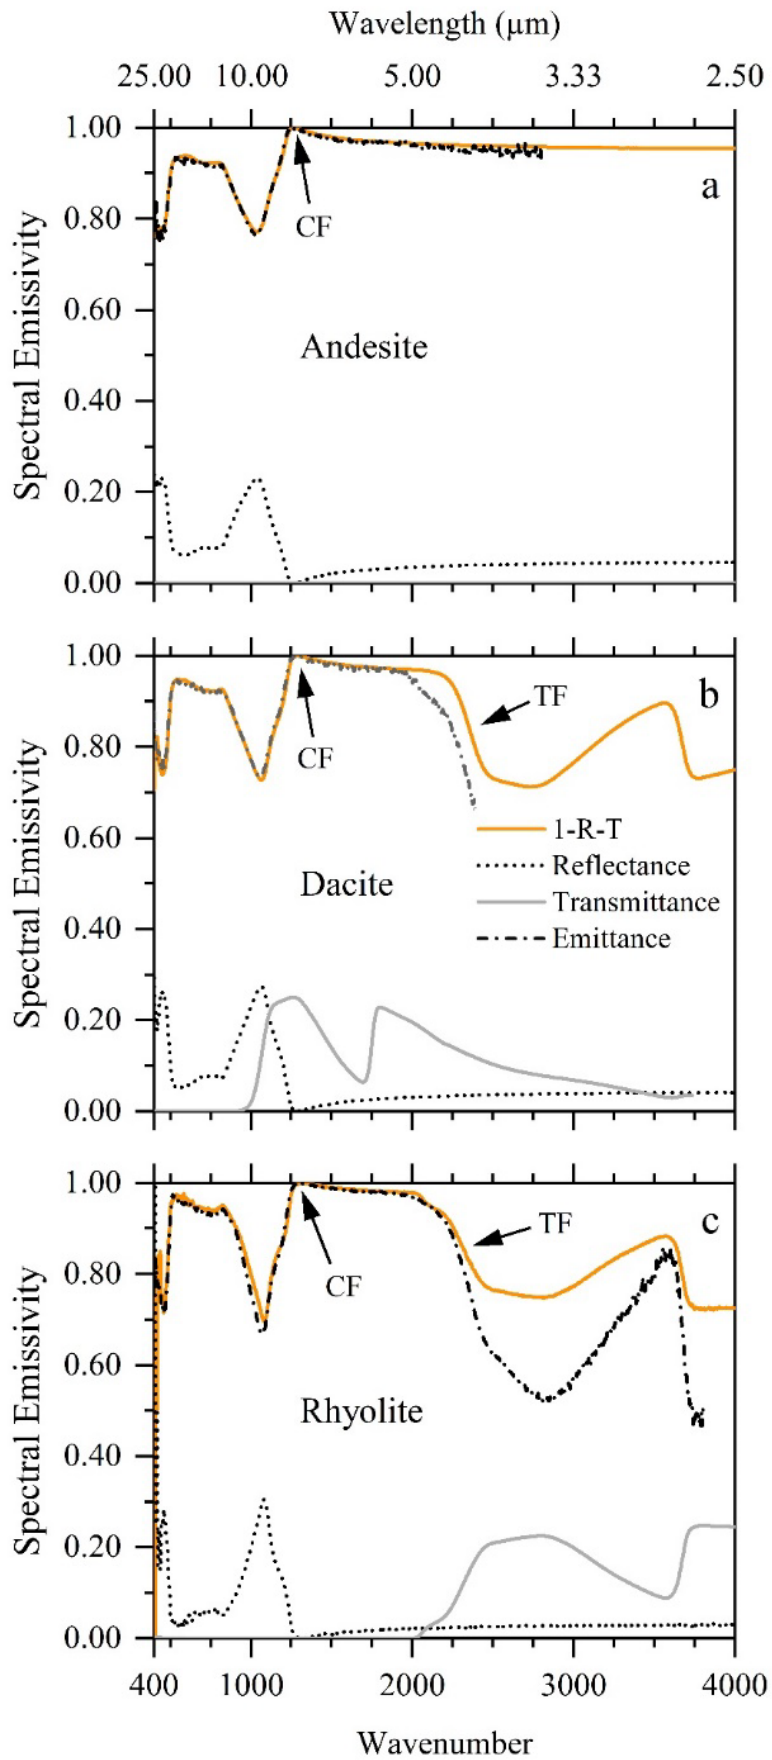 Wavelength (µm)
25.00 10.00 5.00 3.33 2.50
1.00
a
0.80
CF
0.60
Andesite
0.40
0.20
0.00
Spectral Emissivity
1.00
b
TF
0.80
CF
1-R-T
0.60
Reflectance
Dacite
Transmittance
0.40
Emittance
0.20
0.00
Spectral Emissivity
1.00
c
TF
0.80
CF
0.60
Rhyolite
0.40
0.20
0.00
Spectral Emissivity
400 1000 2000 3000 4000
Wavenumber